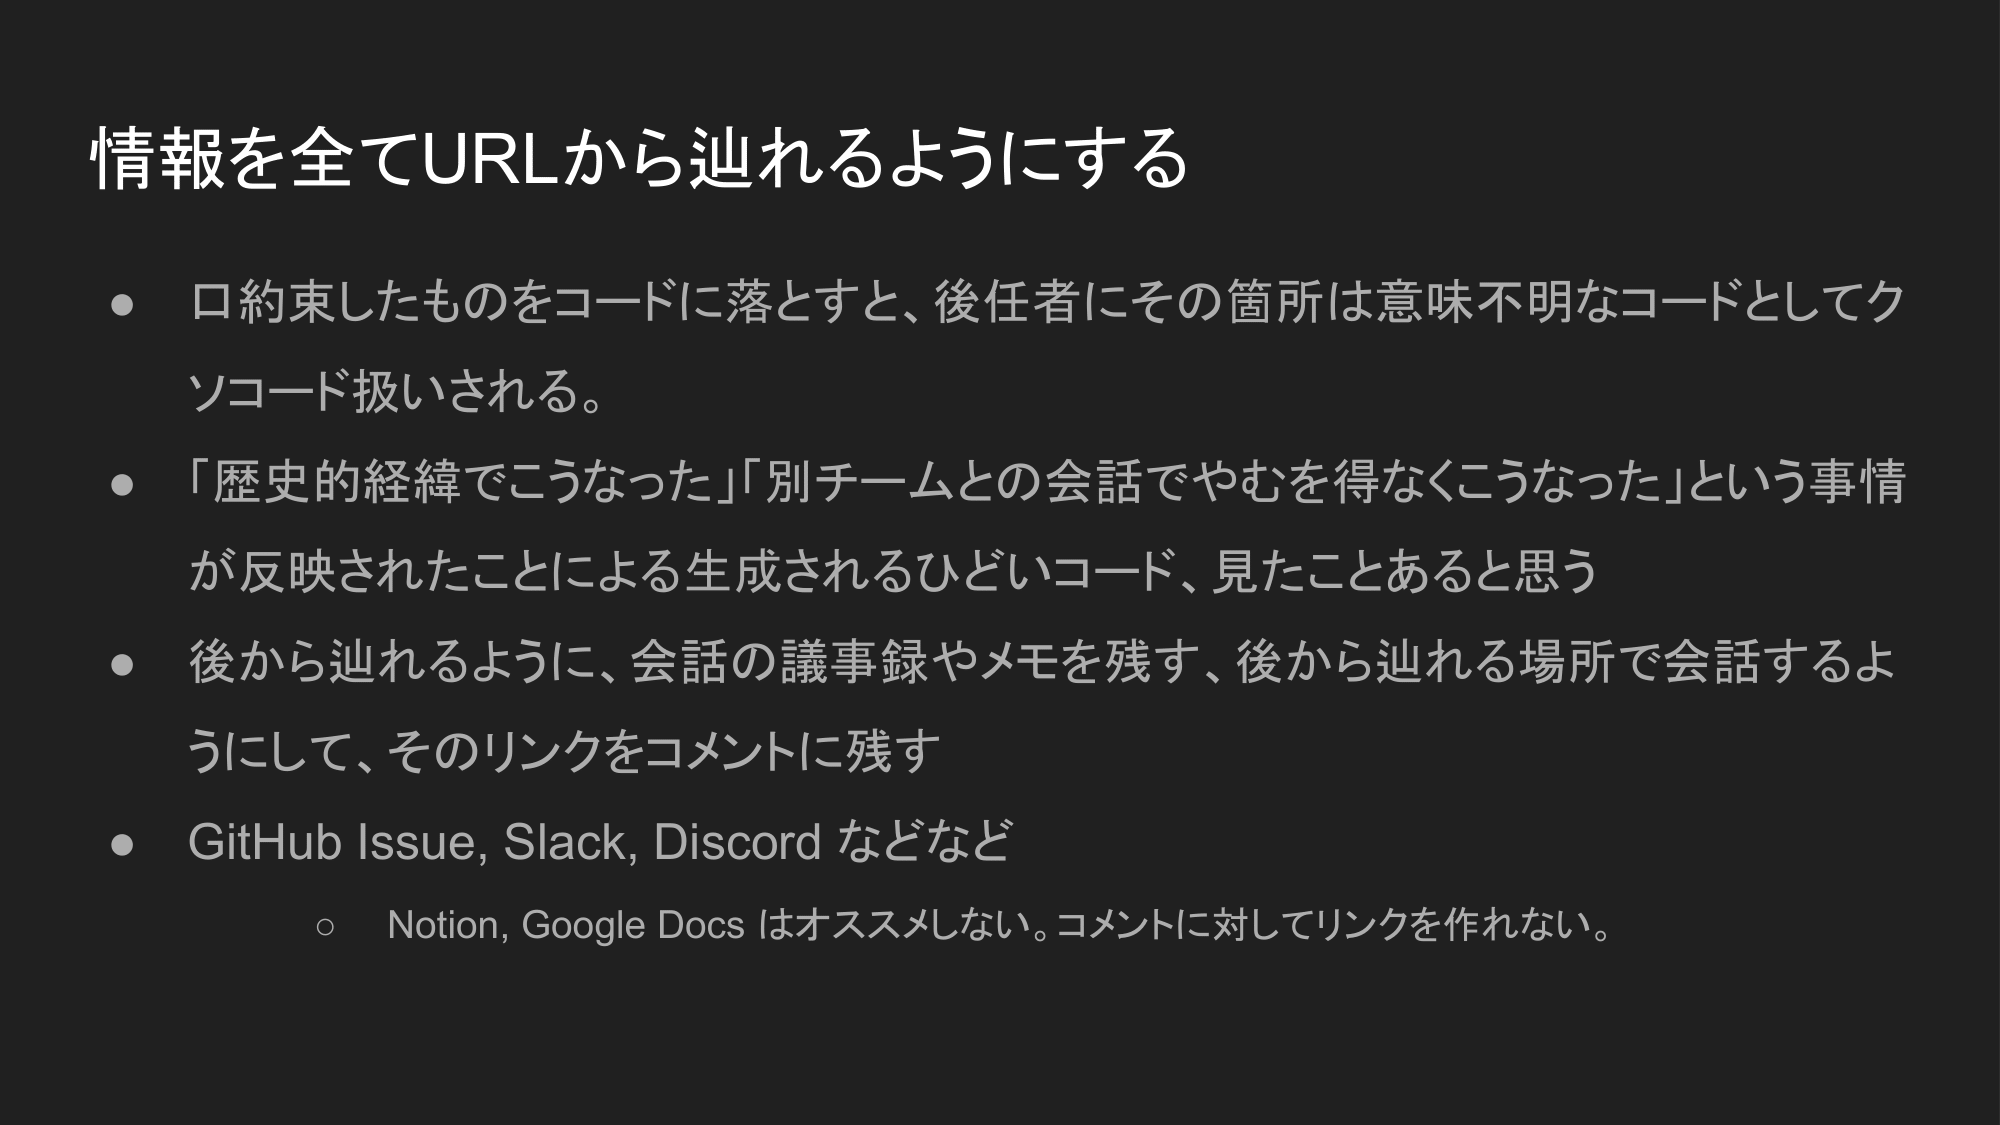 情報を全てURLから辿れるようにする
● 口約束したものをコードに落とすと、後任者にその箇所は意味不明なコードとしてク
ソコード扱いされる。
● 「歴史的経緯でこうなった」「別チームとの会話でやむを得なくこうなった」という事情
が反映されたことによる生成されるひどいコード、見たことあると思う
● 後から辿れるように、会話の議事録やメモを残す、後から辿れる場所で会話するよ
うにして、そのリンクをコメントに残す
● GitHub Issue, Slack, Discord などなど
○ Notion, Google Docs はオススメしない。コメントに対してリンクを作れない。